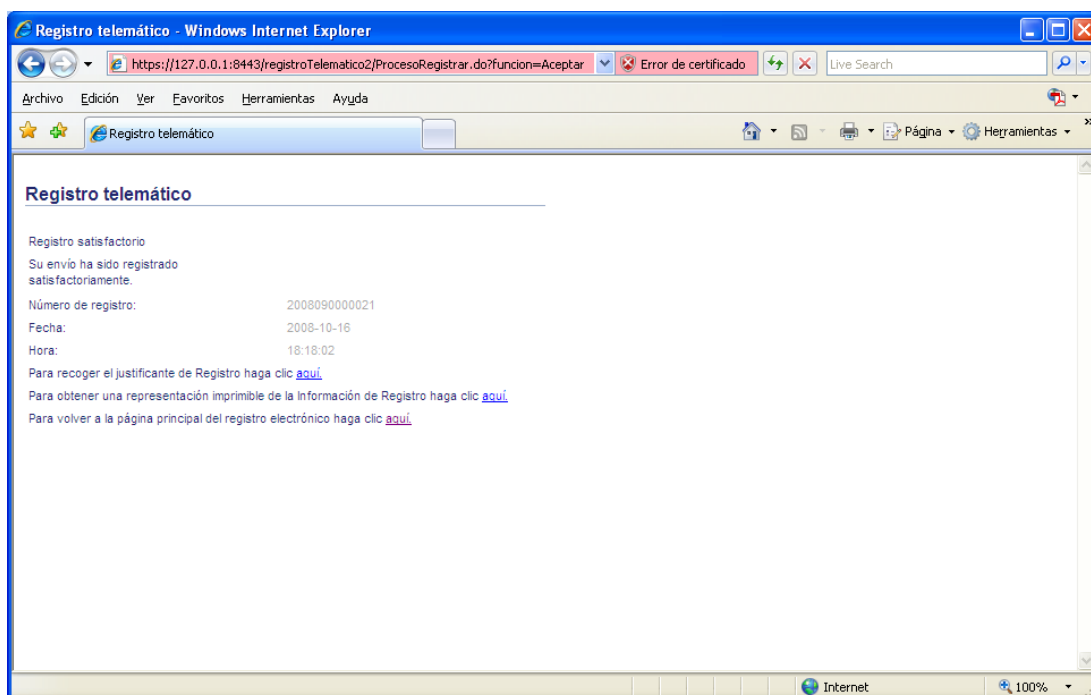 Registro telemático - Windows Internet Explorer
https://127.0.0.1:8443/registroTelematico2/ProcesoRegistrar.do?funcion=Aceptar Error de certificado Live Search
Archivo Edición Ver Favoritos Herramientas Ayuda
Registro telemático Página Herramientas »
Registro telemático
Registro satisfactorio
Su envío ha sido registrado
satisfactoriamente.
Número de registro: 2008090000021
Fecha: 2008-10-16
Hora: 18:18:02
Para recoger el justificante de Registro haga clic aquí.
Para obtener una representación imprimible de la Información de Registro haga clic aquí.
Para volver a la página principal del registro electrónico haga clic aquí.
Internet 100%